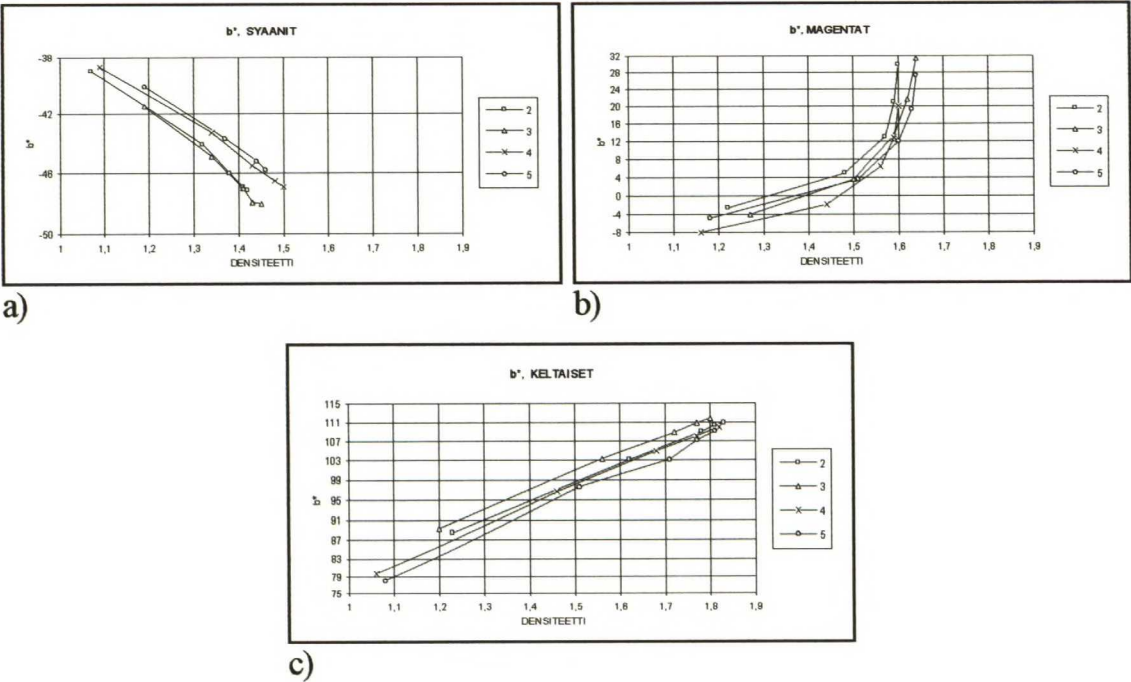 b*, SYAANIT
-38
-42
-46
-50
b*
1 1,1 1,2 1,3 1,4 1,5 1,6 1,7 1,8 1,9
DENSITEETTI
2
3
4
5
a)
b*, MAGENTAT
32
28
24
20
16
12
8
4
0
-4
-8
b*
1 1,1 1,2 1,3 1,4 1,5 1,6 1,7 1,8 1,9
DENSITEETTI
2
3
4
5
b)
b*, KELTAISET
115
111
107
103
99
95
91
87
83
79
75
b*
1 1,1 1,2 1,3 1,4 1,5 1,6 1,7 1,8 1,9
DENSITEETTI
2
3
4
5
c)